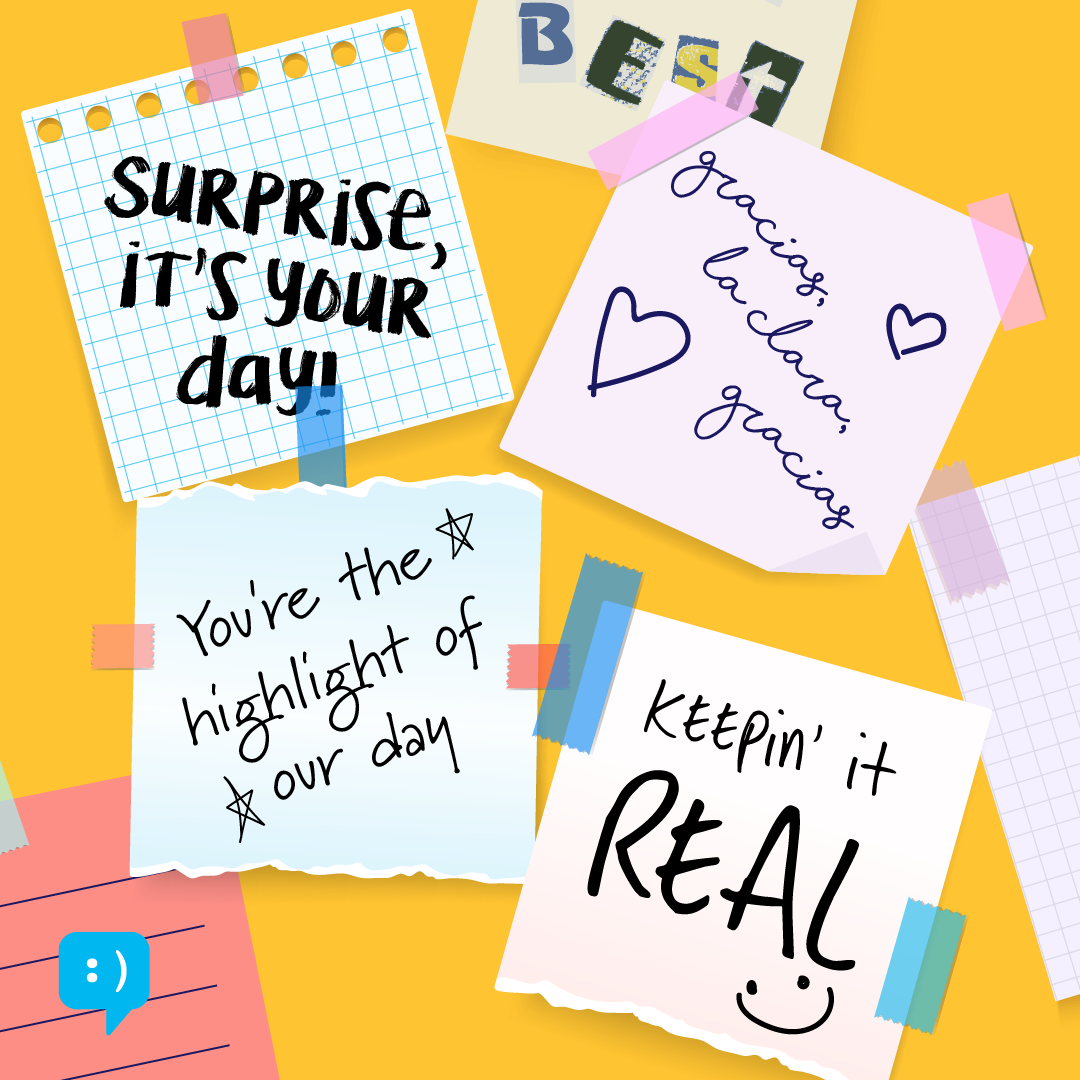 BEST
SURPRISE,
iT'S YOUR
day!
gracias,
la clara,
gracias
You're the
highlight of
our day
KEEPin' it
REAL
:)